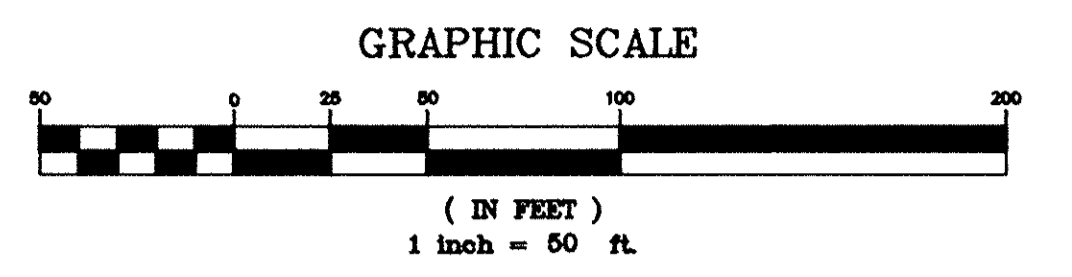 GRAPHIC SCALE
50 0 25 50 100 200
( IN FEET )
1 inch = 50 ft.